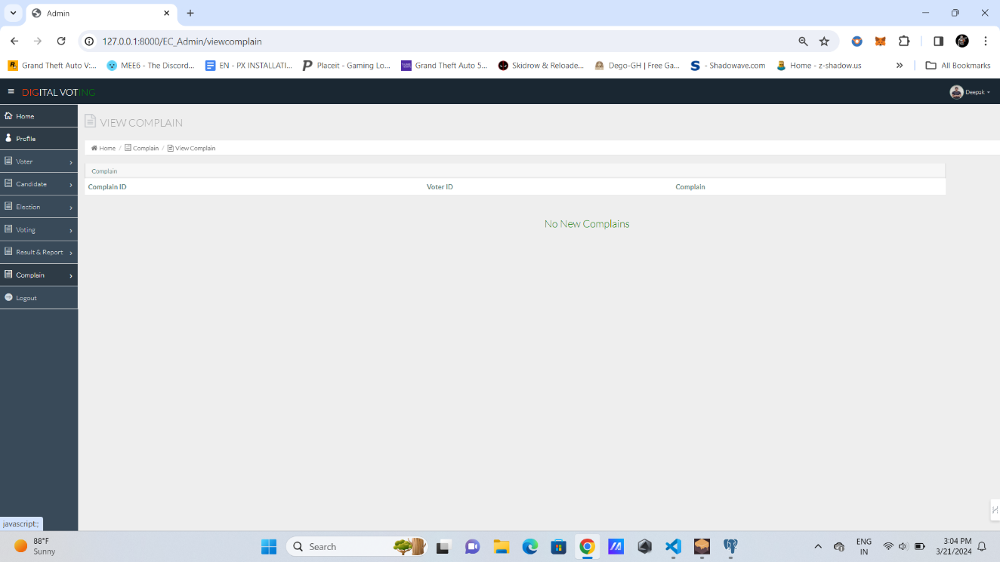 Admin
127.0.0.1:8000/EC_Admin/viewcomplain
Grand Theft Auto V:... MEE6 - The Discord... EN - PX INSTALLATI... Placeit - Gaming Lo... Grand Theft Auto 5... Skidrow & Reloade... Dego-GH | Free Ga... - Shadowave.com Home - z-shadow.us » All Bookmarks
DIGITAL VOTING Deepak
Home
Profile
Voter
Candidate
Election
Voting
Result & Report
Complain
Logout
VIEW COMPLAIN
Home / Complain / View Complain
Complain
Complain ID Voter ID Complain
No New Complains
javascript:;
88°F
Sunny
Search
ENG
IN
3:04 PM
3/21/2024